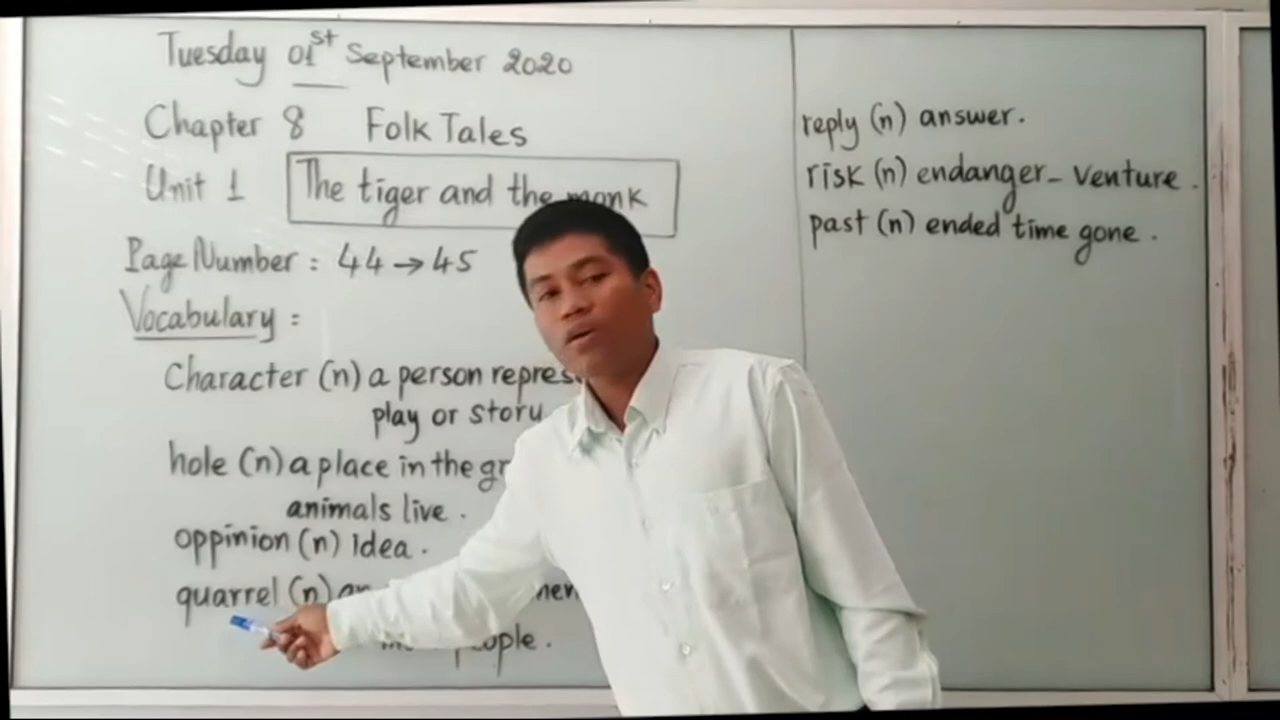 Tuesday 01st September 2020
Chapter 8 Folk Tales
Unit 1 The tiger and the monk
Page Number : 44 → 45
Vocabulary :
Character (n) a person
play or story
hole (n) a place in the
animals live .
oppinion (n) idea .
quarrel (n)
reply (n) answer .
risk (n) endanger - venture .
past (n) ended time gone .